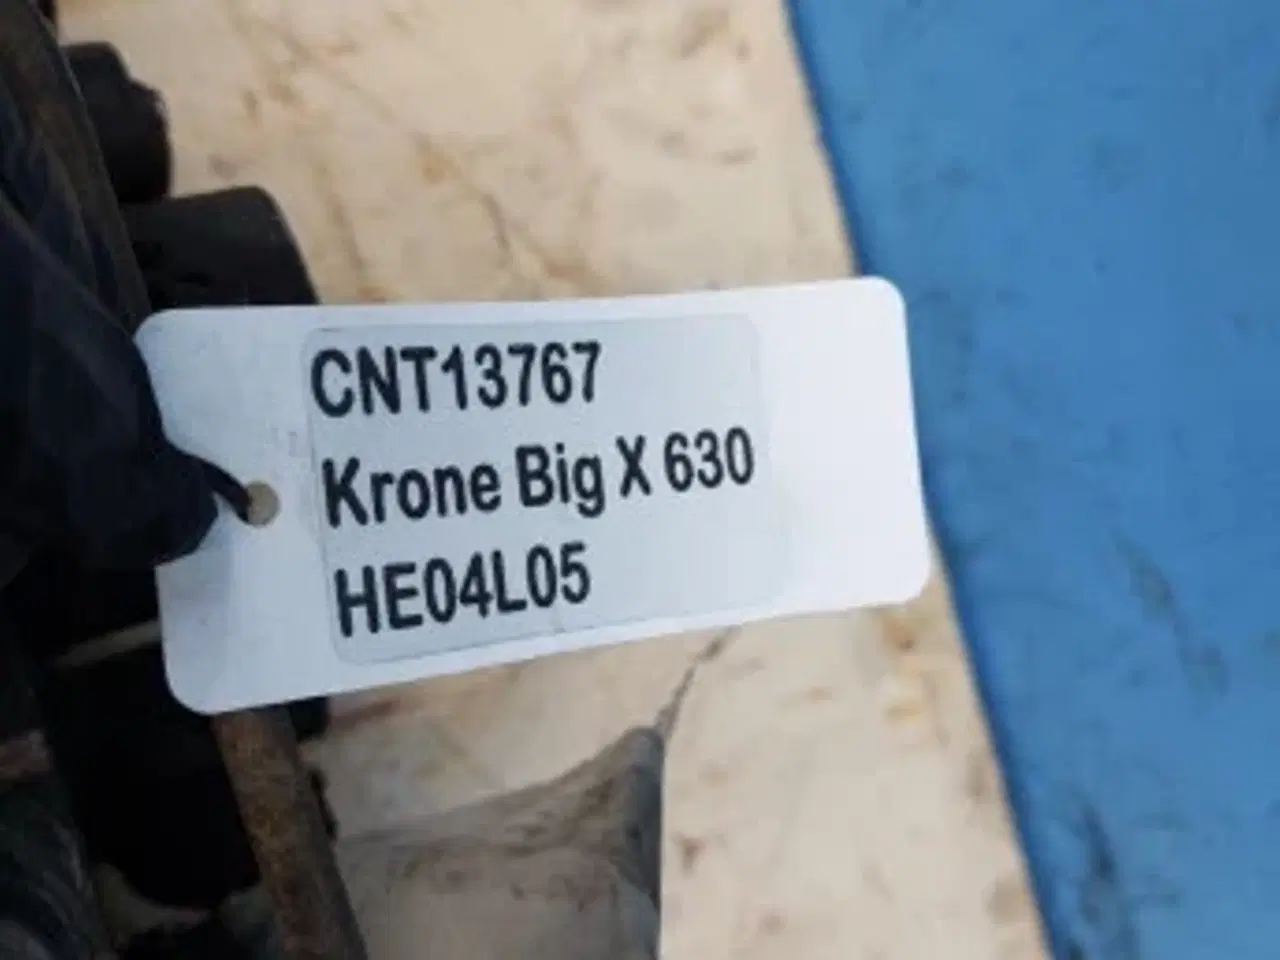 CNT13767
Krone Big X 630
HE04L05